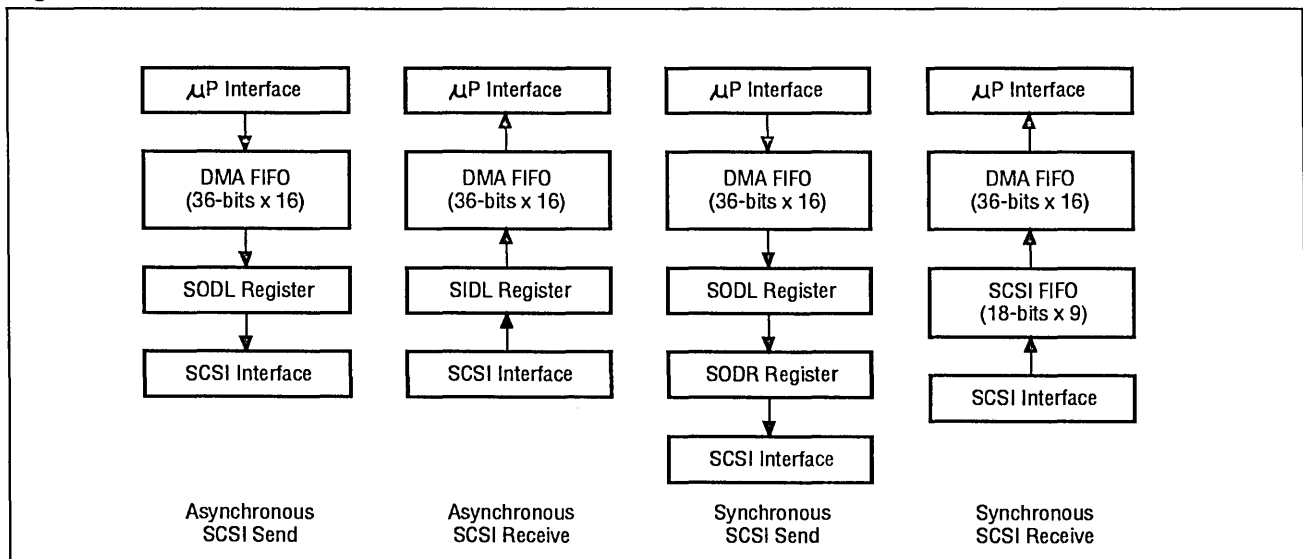 μP Interface
DMA FIFO
(36-bits x 16)
SODL Register
SCSI Interface
Asynchronous
SCSI Send
μP Interface
DMA FIFO
(36-bits x 16)
SIDL Register
SCSI Interface
Asynchronous
SCSI Receive
μP Interface
DMA FIFO
(36-bits x 16)
SODL Register
SODR Register
SCSI Interface
Synchronous
SCSI Send
μP Interface
DMA FIFO
(36-bits x 16)
SCSI FIFO
(18-bits x 9)
SCSI Interface
Synchronous
SCSI Receive